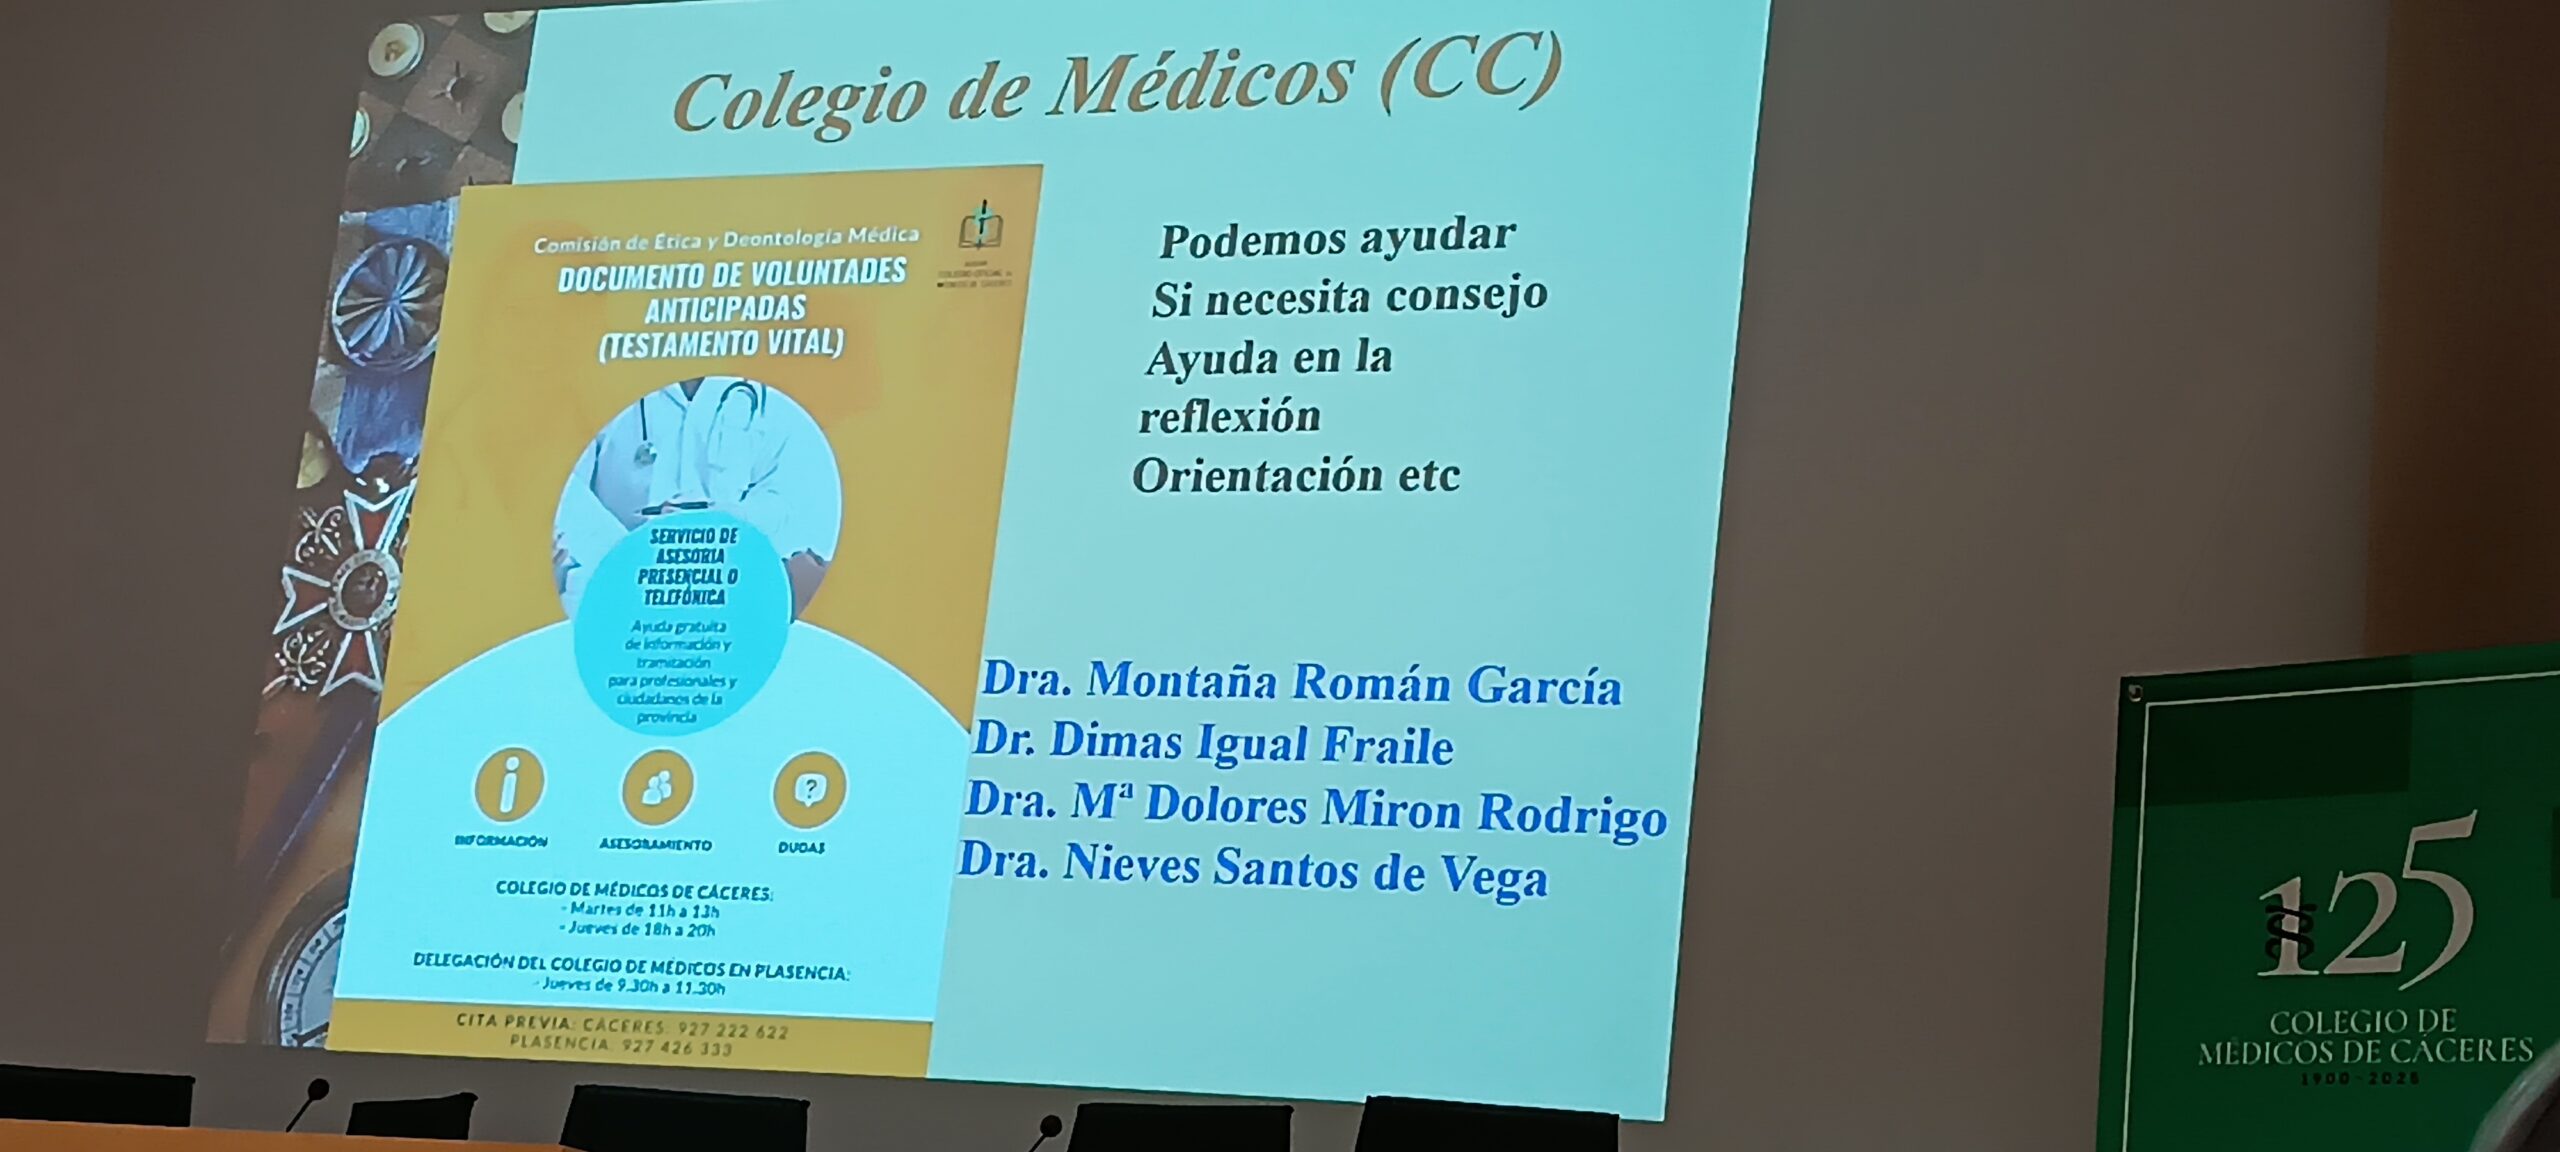 Colegio de Médicos (CC)
Comisión de Ética y Deontología Médica
DOCUMENTO DE VOLUNTADES
ANTICIPADAS
(TESTAMENTO VITAL)
SERVICIO DE
ASESORIA
PRESENCIAL O
TELEFÓNICA
Ayuda gratuita
de información y
tramitación
para profesionales y
ciudadanos de la
provincia
INFORMACIÓN
ASESORAMIENTO
DUDAS
COLEGIO DE MÉDICOS DE CÁCERES:
- Martes de 11h a 13h
- Jueves de 18h a 20h
DELEGACIÓN DEL COLEGIO DE MÉDICOS EN PLASENCIA:
- Jueves de 9.30h a 11.30h
CITA PREVIA: CÁCERES: 927 222 622
PLASENCIA: 927 426 333
Podemos ayudar
Si necesita consejo
Ayuda en la
reflexión
Orientación etc
Dra. Montaña Román García
Dr. Dimas Igual Fraile
Dra. Mª Dolores Miron Rodrigo
Dra. Nieves Santos de Vega
125
COLEGIO DE
MÉDICOS DE CÁCERES